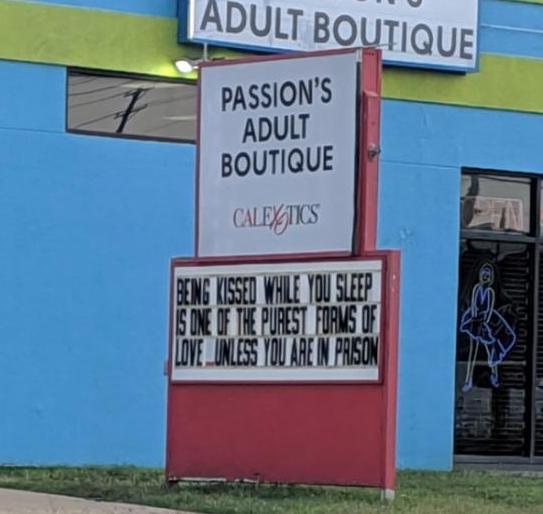 ADULT BOUTIQUE
PASSION'S
ADULT
BOUTIQUE
CALEXOTICS
BEING KISSED WHILE YOU SLEEP
IS ONE OF THE PUREST FORMS OF
LOVE...UNLESS YOU ARE IN PRISON